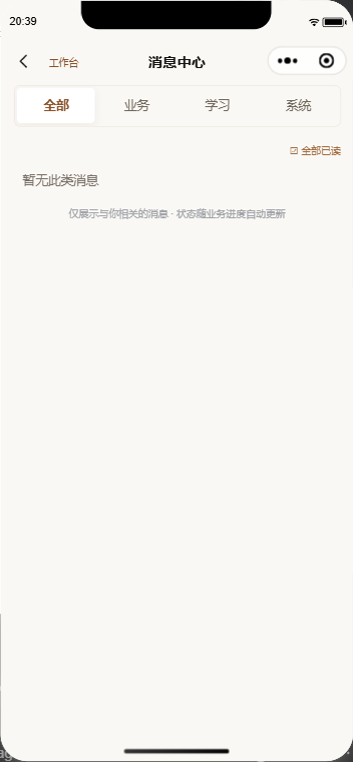 20:39
工作台 消息中心
全部 业务 学习 系统
☑ 全部已读
暂无此类消息
仅展示与你相关的消息 · 状态随业务进度自动更新